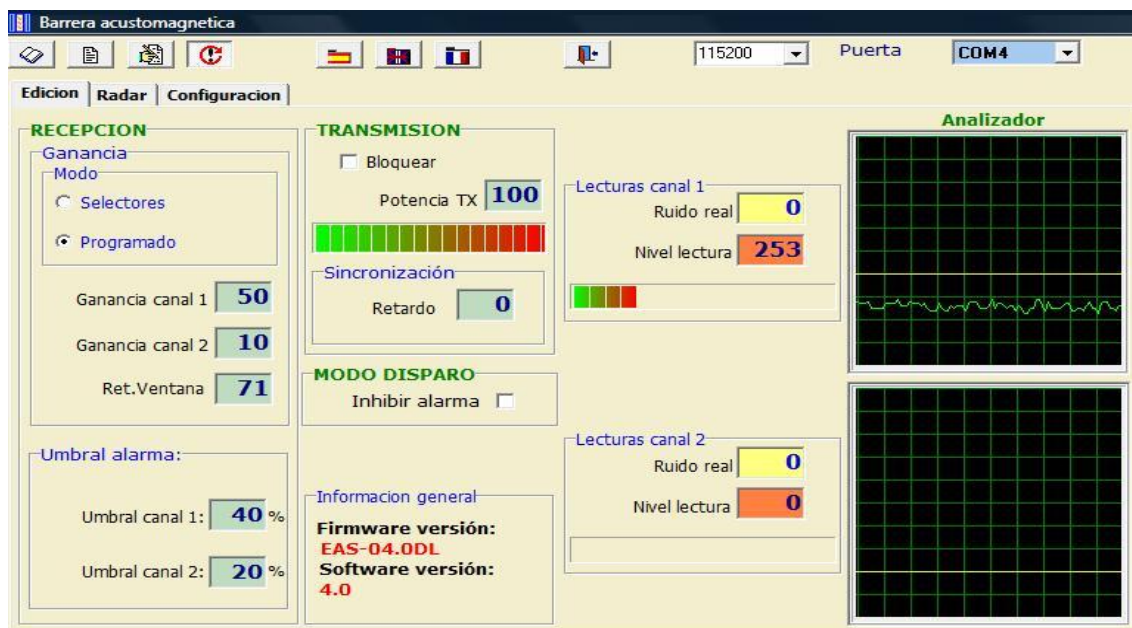 Barrera acustomagnetica
115200
Puerta
COM4
Edicion
Radar
Configuracion
RECEPCION
Ganancia
Modo
Selectores
Programado
Ganancia canal 1
50
Ganancia canal 2
10
Ret.Ventana
71
Umbral alarma:
Umbral canal 1:
40 %
Umbral canal 2:
20 %
TRANSMISION
Bloquear
Potencia TX
100
Sincronización
Retardo
0
MODO DISPARO
Inhibir alarma
Informacion general
Firmware versión:
EAS-04.0DL
Software versión:
4.0
Lecturas canal 1
Ruido real
0
Nivel lectura
253
Lecturas canal 2
Ruido real
0
Nivel lectura
0
Analizador